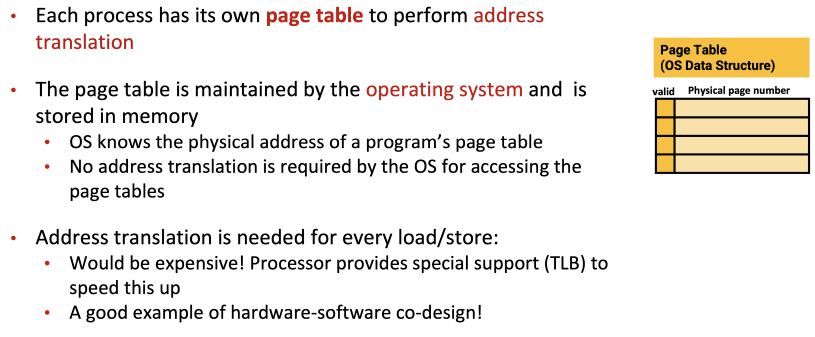 • Each process has its own page table to perform address
translation
• The page table is maintained by the operating system and is
stored in memory
• OS knows the physical address of a program’s page table
• No address translation is required by the OS for accessing the
page tables
• Address translation is needed for every load/store:
• Would be expensive! Processor provides special support (TLB) to
speed this up
• A good example of hardware-software co-design!
Page Table
(OS Data Structure)
valid Physical page number